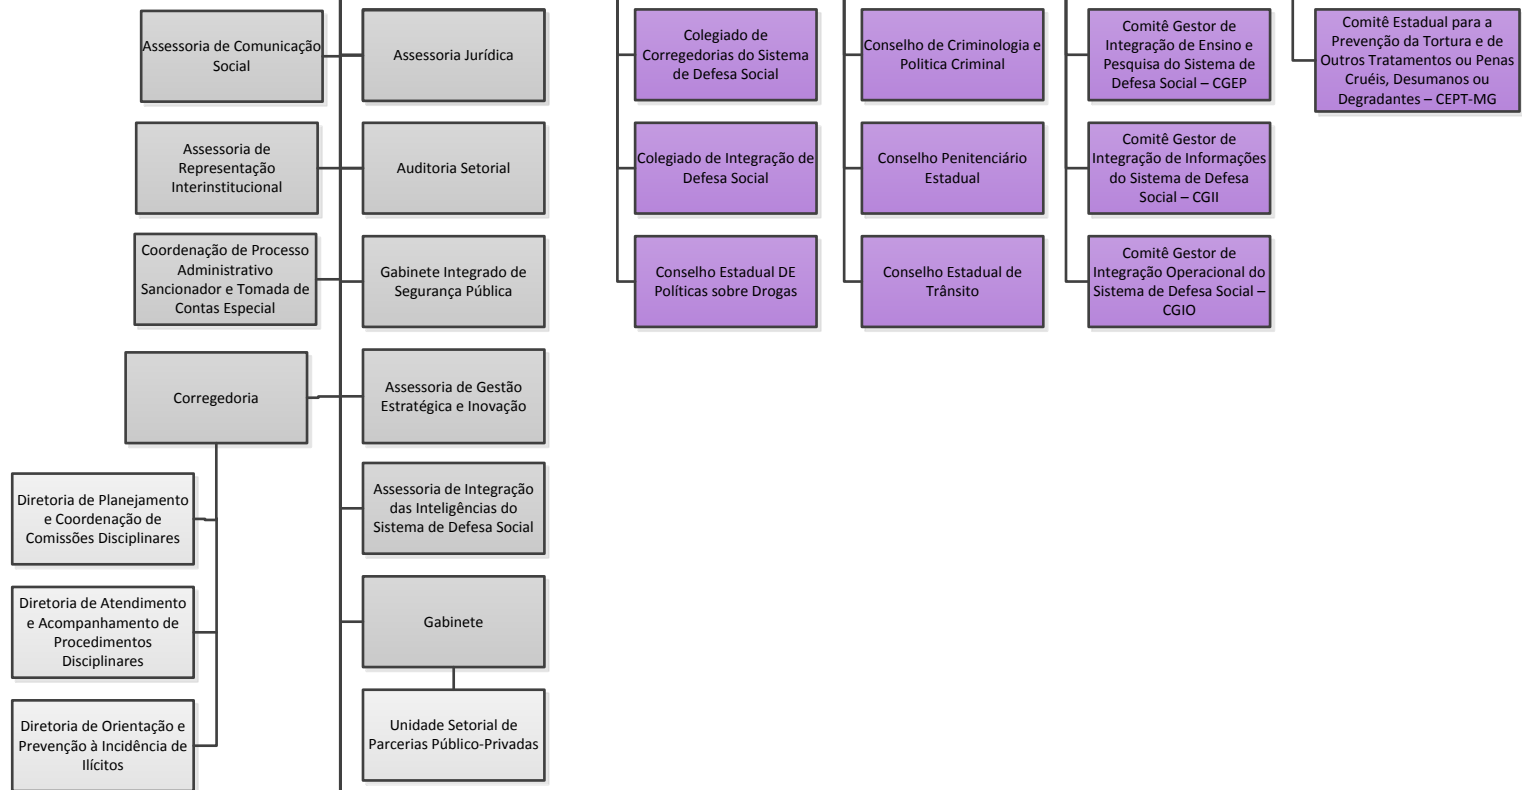 Assessoria de Comunicação
Social
Assessoria Jurídica
Colegiado de
Corregedorias do Sistema
de Defesa Social
Conselho de Criminologia e
Politica Criminal
Comitê Gestor de
Integração de Ensino e
Pesquisa do Sistema de
Defesa Social – CGEP
Comitê Estadual para a
Prevenção da Tortura e de
Outros Tratamentos ou Penas
Cruéis, Desumanos ou
Degradantes – CEPT-MG
Assessoria de
Representação
Interinstitucional
Auditoria Setorial
Colegiado de Integração de
Defesa Social
Conselho Penitenciário
Estadual
Comitê Gestor de
Integração de Informações
do Sistema de Defesa
Social – CGII
Coordenação de Processo
Administrativo
Sancionador e Tomada de
Contas Especial
Gabinete Integrado de
Segurança Pública
Conselho Estadual DE
Políticas sobre Drogas
Conselho Estadual de
Trânsito
Comitê Gestor de
Integração Operacional do
Sistema de Defesa Social –
CGIO
Corregedoria
Assessoria de Gestão
Estratégica e Inovação
Diretoria de Planejamento
e Coordenação de
Comissões Disciplinares
Assessoria de Integração
das Inteligências do
Sistema de Defesa Social
Diretoria de Atendimento
e Acompanhamento de
Procedimentos
Disciplinares
Gabinete
Diretoria de Orientação e
Prevenção à Incidência de
Ilícitos
Unidade Setorial de
Parcerias Público-Privadas